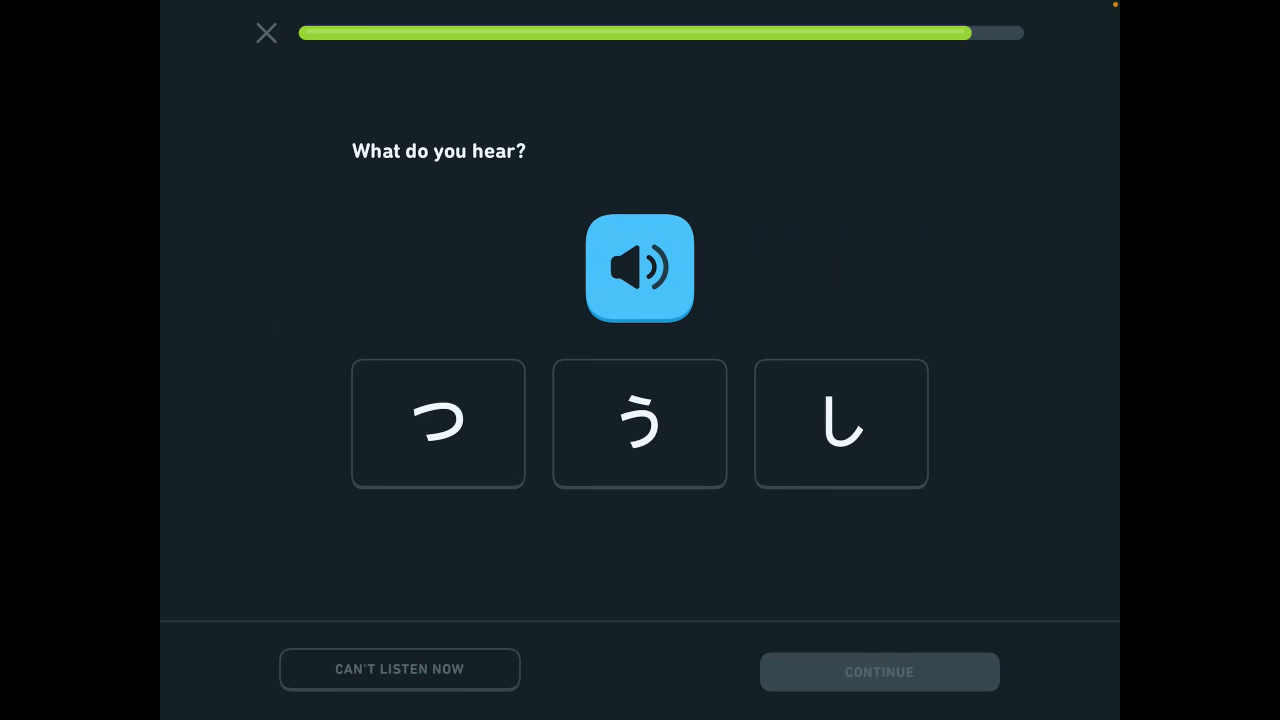 What do you hear?
つ
う
し
CAN'T LISTEN NOW
CONTINUE